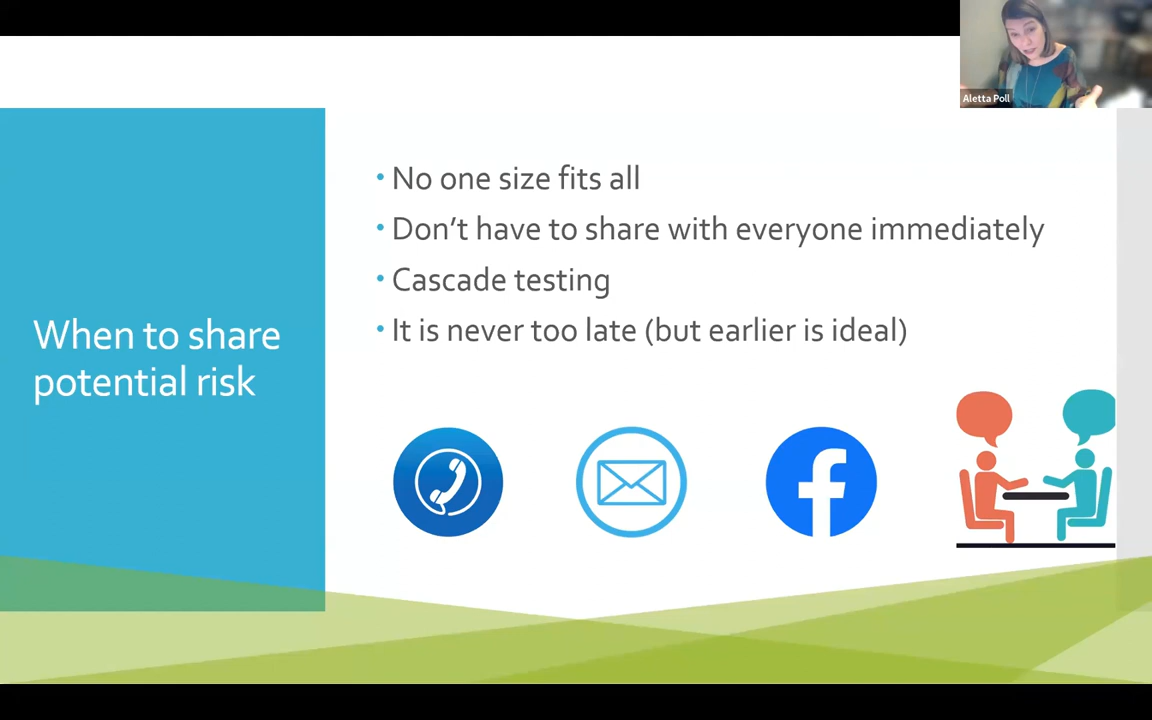 Aletta Poll
No one size fits all
Don't have to share with everyone immediately
Cascade testing
It is never too late (but earlier is ideal)
When to share
potential risk